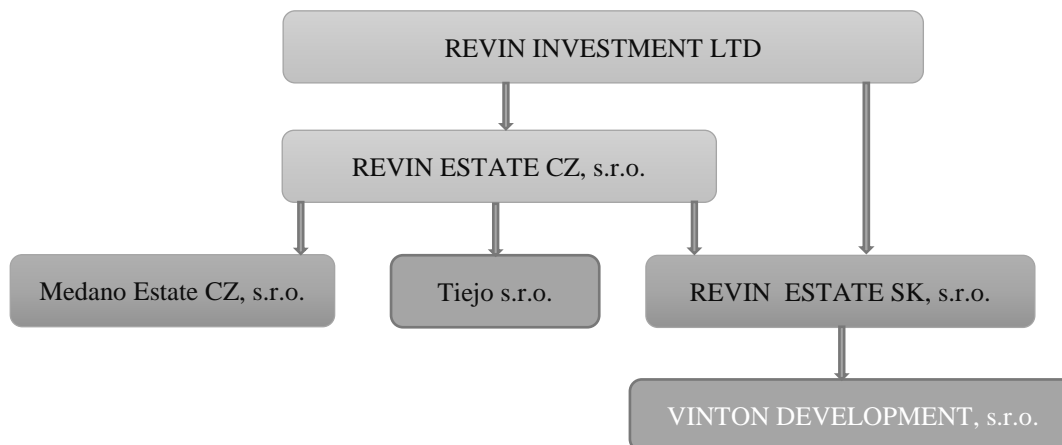 REVIN INVESTMENT LTD
REVIN ESTATE CZ, s.r.o.
Medano Estate CZ, s.r.o.
Tiejo s.r.o.
REVIN ESTATE SK, s.r.o.
VINTON DEVELOPMENT, s.r.o.